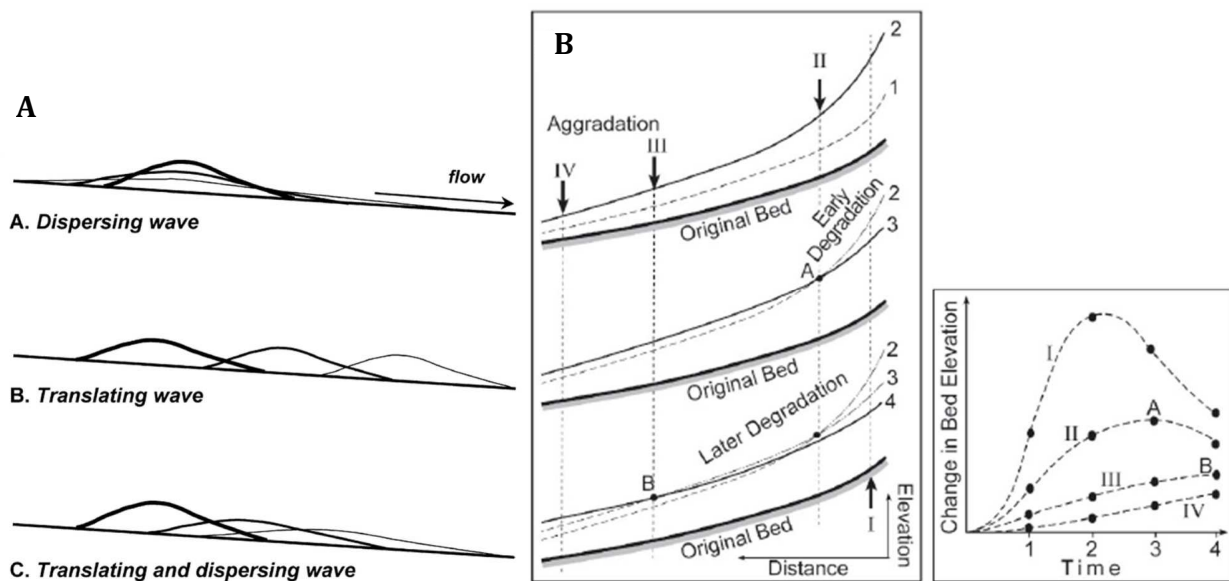 A
flow
A. Dispersing wave
B. Translating wave
C. Translating and dispersing wave
B
2
II
1
Aggradation
III
IV
Original Bed
2
Early
Degradation
3
A
Original Bed
2
3
4
Later Degradation
B
Original Bed
I
Elevation
Distance
Change in Bed Elevation
I
A
II
B
III
IV
1 2 3 4
Time